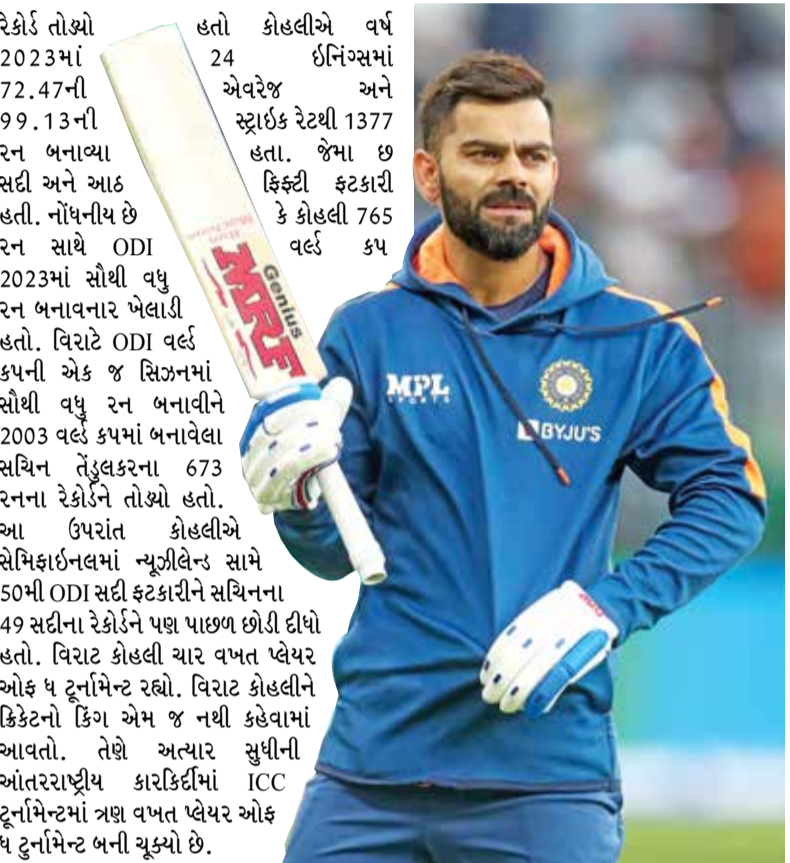 રેકોર્ડ તોડ્યો હતો કોહલીએ વર્ષ
2023માં 24 ઇનિંગ્સમાં
72.47ની એવરેજ અને
99.13ની સ્ટ્રાઇક રેટથી 1377
રન બનાવ્યા હતા. જેમા છ
સદી અને આઠ ફિફ્ટી ફટકારી
હતી. નોંધનીય છે કે કોહલી 765
રન સાથે ODI વર્લ્ડ કપ
2023માં સૌથી વધુ
રન બનાવનાર ખેલાડી
હતો. વિરાટે ODI વર્લ્ડ
કપની એક જ સિઝનમાં
સૌથી વધુ રન બનાવીને
2003 વર્લ્ડ કપમાં બનાવેલા
સચિન તેંડુલકરના 673
રનના રેકોર્ડને તોડ્યો હતો.
આ ઉપરાંત કોહલીએ
સેમિફાઇનલમાં ન્યૂઝીલેન્ડ સામે
50મી ODI સદી ફટકારીને સચિનના
49 સદીના રેકોર્ડને પણ પાછળ છોડી દીધો
હતો. વિરાટ કોહલી ચાર વખત પ્લેયર
ઓફ ધ ટૂર્નામેન્ટ રહ્યો. વિરાટ કોહલીને
ક્રિકેટનો કિંગ એમ જ નથી કહેવામાં
આવતો. તેણે અત્યાર સુધીની
આંતરરાષ્ટ્રીય કારકિર્દીમાં ICC
ટૂર્નામેન્ટમાં ત્રણ વખત પ્લેયર ઓફ
ધ ટુર્નામેન્ટ બની ચૂક્યો છે.
MRF
Genius
MPL
SPORTS
BYJU'S